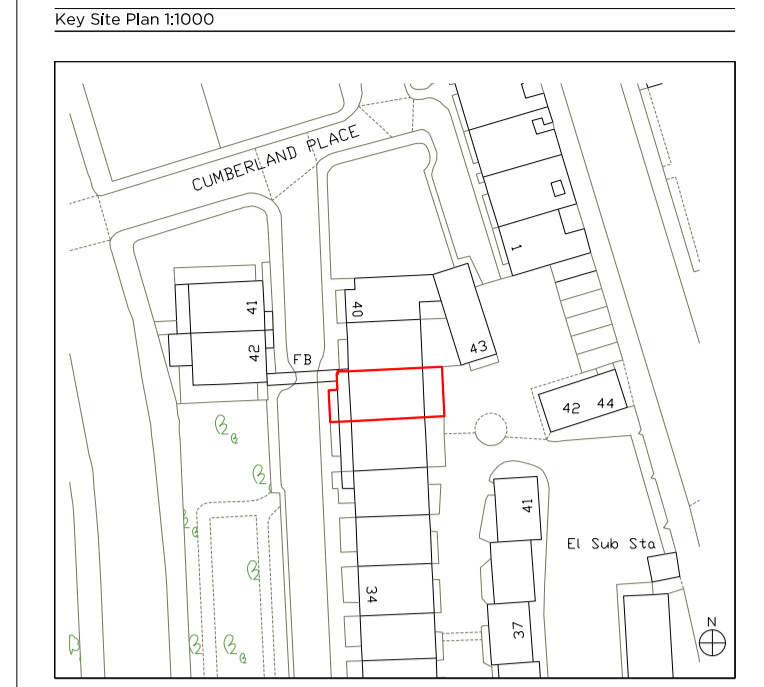 Key Site Plan 1:1000
CUMBERLAND PLACE
1
41
40
42
FB
43
42 44
41
El Sub Sta
34
37
N